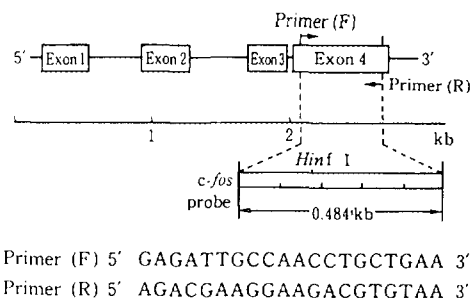 Primer (F)
5′ Exon 1 Exon 2 Exon 3 Exon 4 3′
Primer (R)
1 2 kb
Hinf I
c-fos
probe
0.484 kb
Primer (F) 5′ GAGATTGCCAACCTGCTGAA 3′
Primer (R) 5′ AGACGAAGGAAGACGTGTAA 3′